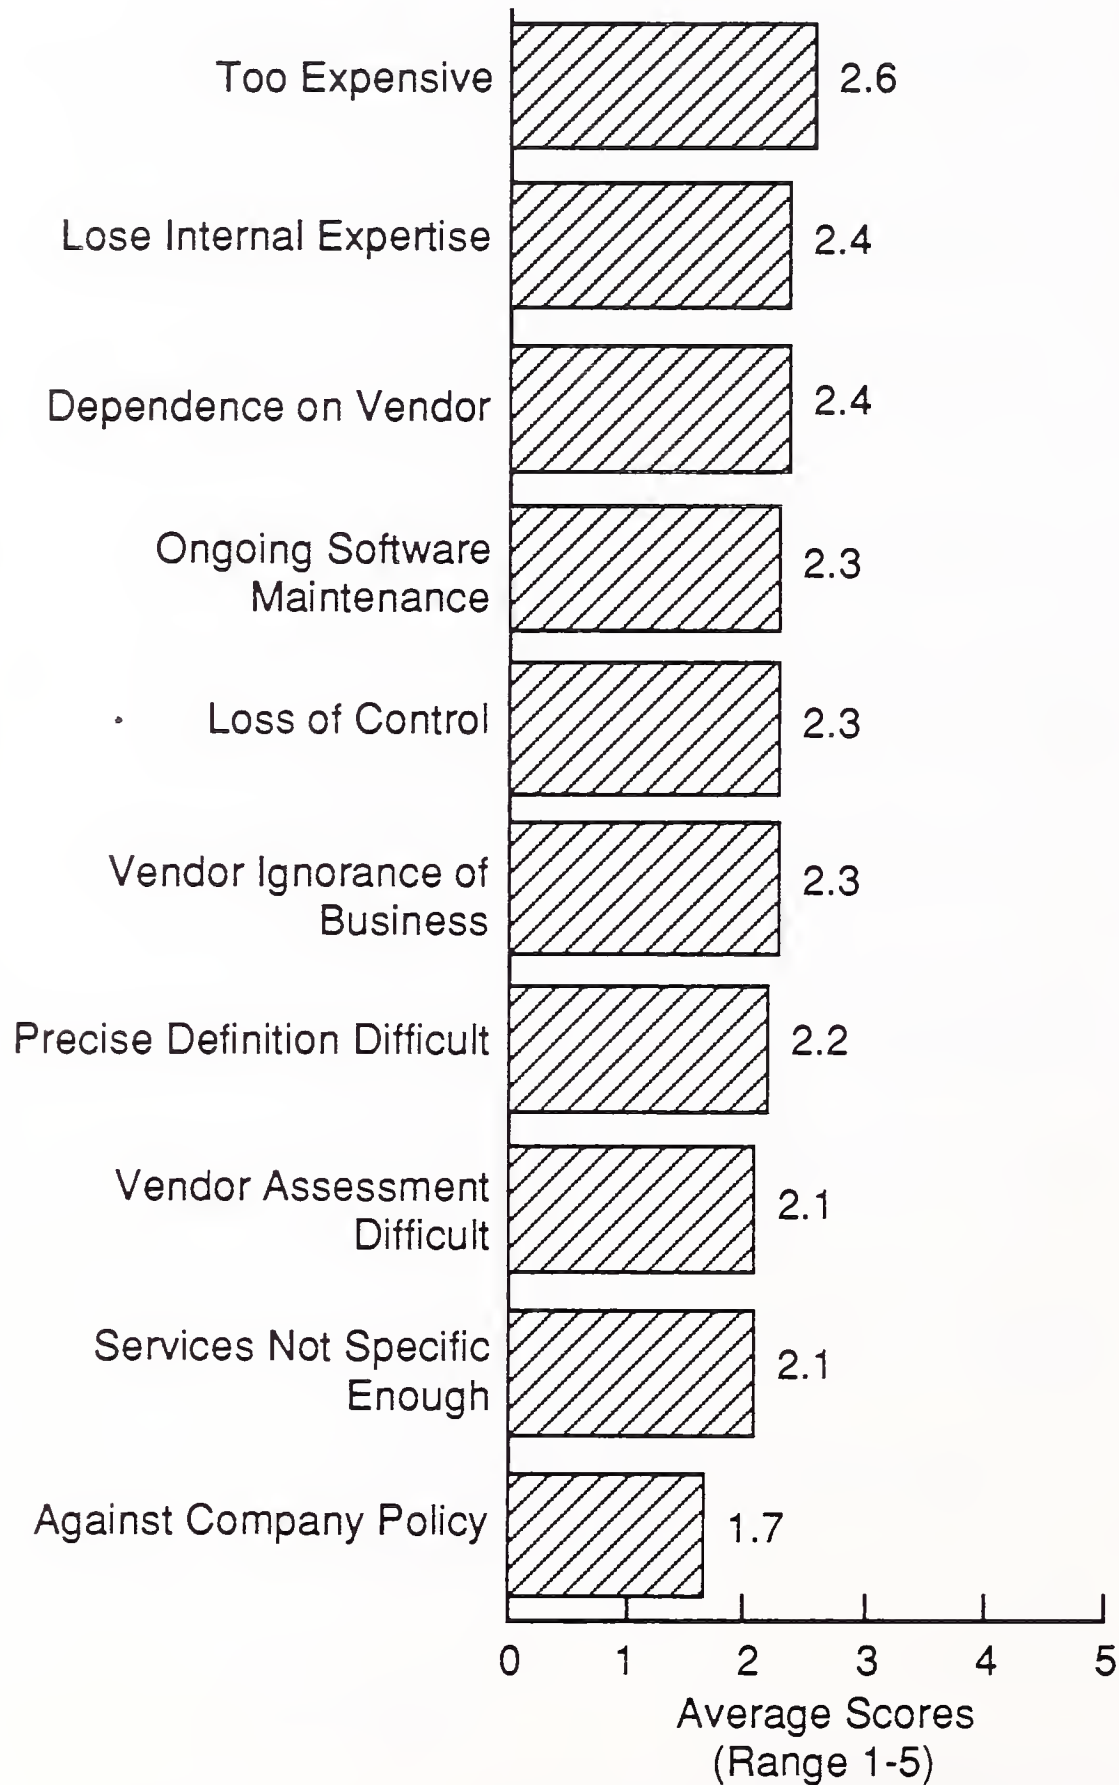 Too Expensive
2.6
Lose Internal Expertise
2.4
Dependence on Vendor
2.4
Ongoing Software
Maintenance
2.3
Loss of Control
2.3
Vendor Ignorance of
Business
2.3
Precise Definition Difficult
2.2
Vendor Assessment
Difficult
2.1
Services Not Specific
Enough
2.1
Against Company Policy
1.7
0 1 2 3 4 5
Average Scores
(Range 1-5)